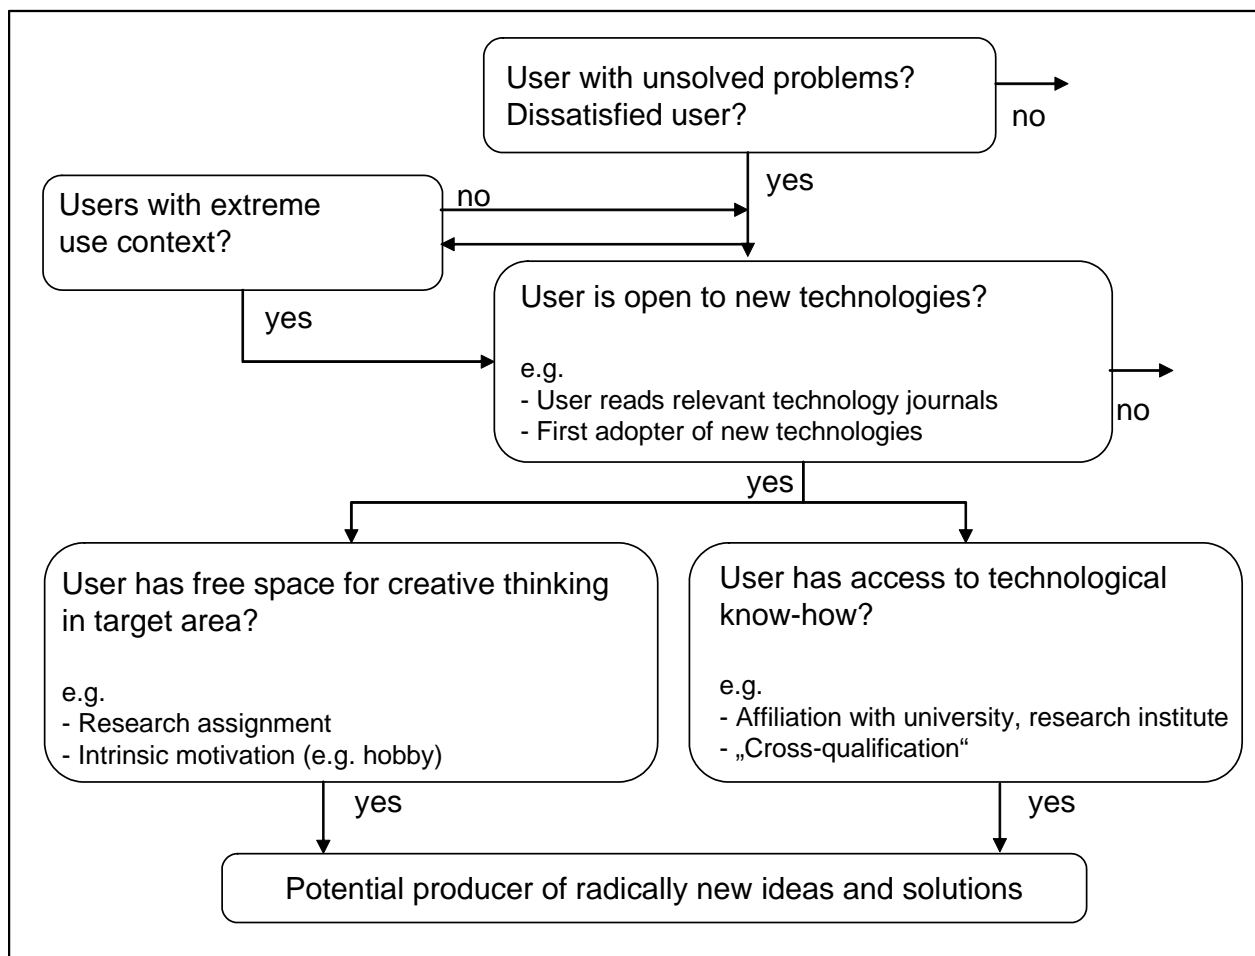 User with unsolved problems?
Dissatisfied user?
no
yes
Users with extreme
use context?
no
yes
User is open to new technologies?
e.g.
- User reads relevant technology journals
- First adopter of new technologies
no
yes
User has free space for creative thinking
in target area?
e.g.
- Research assignment
- Intrinsic motivation (e.g. hobby)
yes
User has access to technological
know-how?
e.g.
- Affiliation with university, research institute
- „Cross-qualification“
yes
Potential producer of radically new ideas and solutions